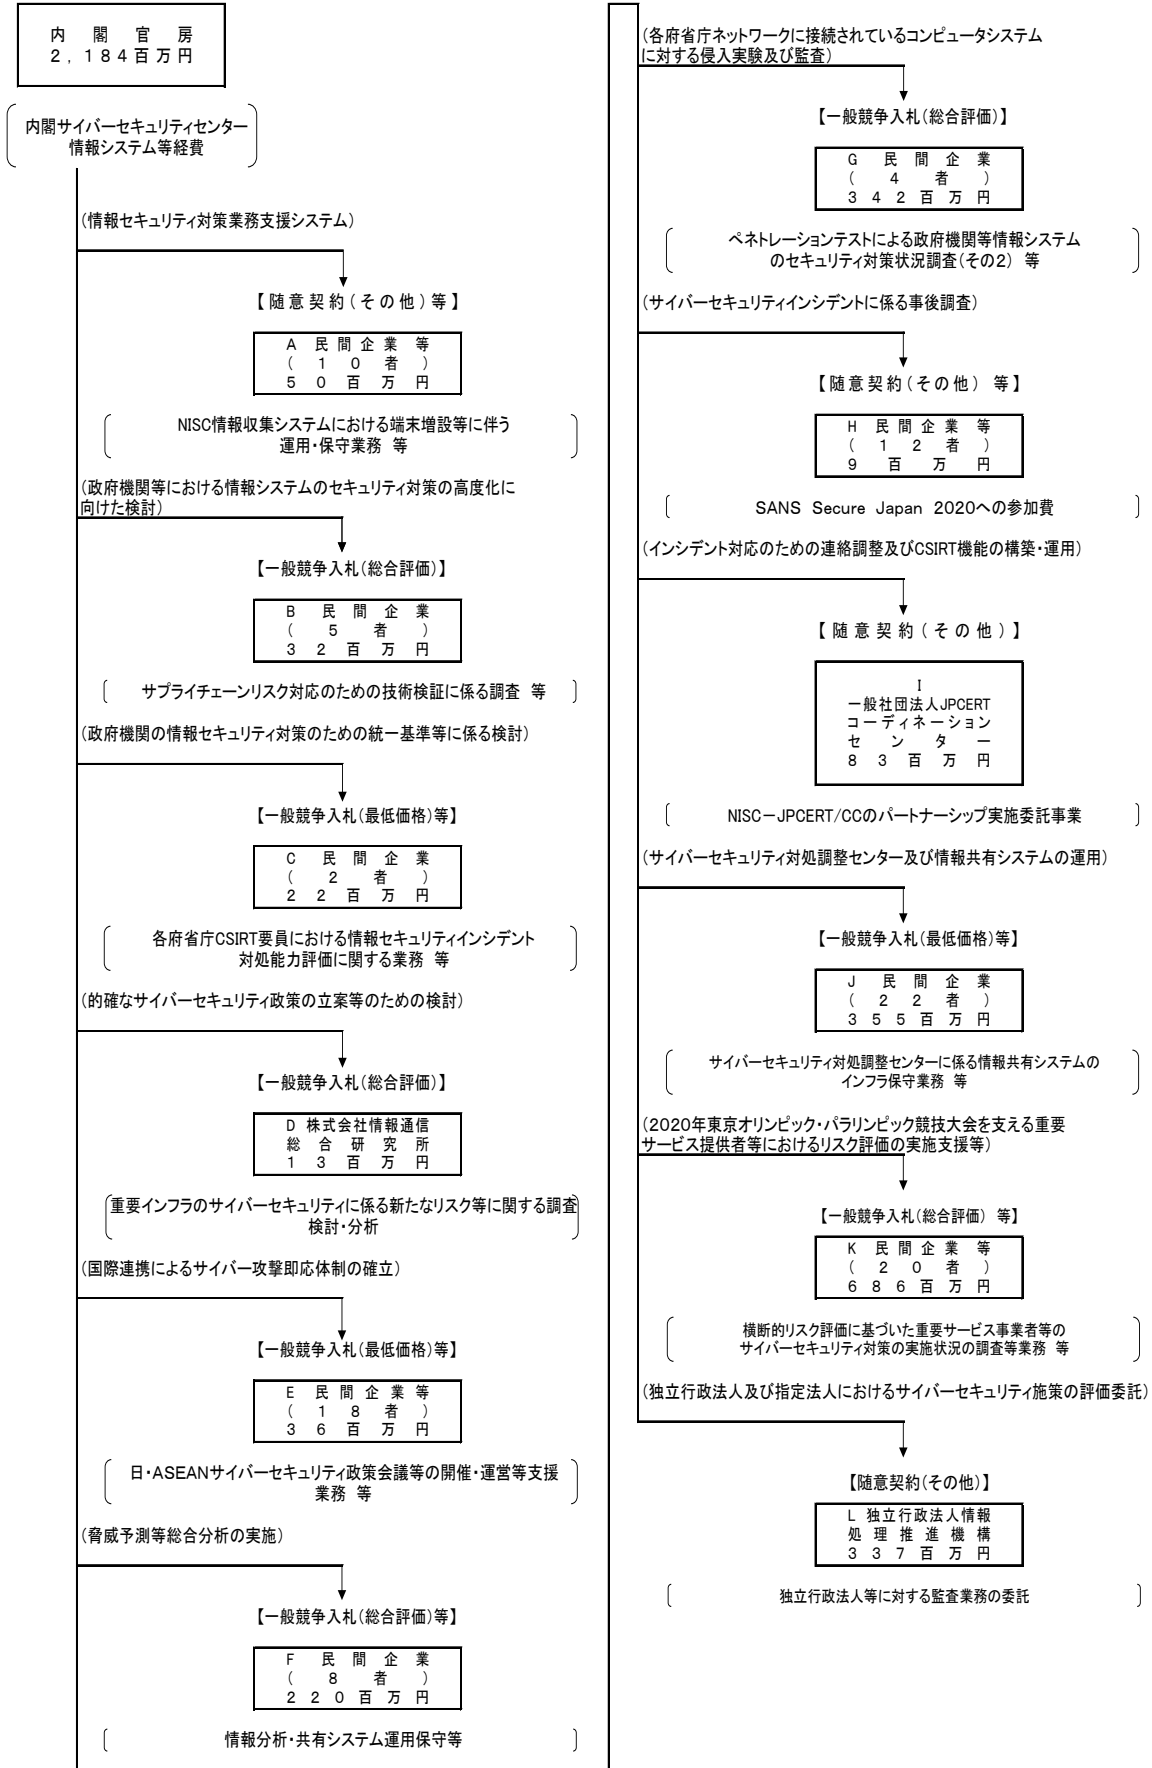 内閣官房
2,184百万円
内閣サイバーセキュリティセンター
情報システム等経費
(情報セキュリティ対策業務支援システム)
【随意契約(その他)等】
A 民間企業等
(10者)
50百万円
NISC情報収集システムにおける端末増設等に伴う
運用・保守業務 等
(政府機関等における情報システムのセキュリティ対策の高度化に
向けた検討)
【一般競争入札(総合評価)】
B 民間企業
(5者)
32百万円
サプライチェーンリスク対応のための技術検証に係る調査 等
(政府機関の情報セキュリティ対策のための統一基準等に係る検討)
【一般競争入札(最低価格)等】
C 民間企業
(2者)
22百万円
各府省庁CSIRT要員における情報セキュリティインシデント
対処能力評価に関する業務 等
(的確なサイバーセキュリティ政策の立案等のための検討)
【一般競争入札(総合評価)】
D 株式会社情報通信
総合研究所
13百万円
重要インフラのサイバーセキュリティに係る新たなリスク等に関する調査
検討・分析
(国際連携によるサイバー攻撃即応体制の確立)
【一般競争入札(最低価格)等】
E 民間企業等
(18者)
36百万円
日・ASEANサイバーセキュリティ政策会議等の開催・運営等支援
業務 等
(脅威予測等総合分析の実施)
【一般競争入札(総合評価)等】
F 民間企業
(8者)
220百万円
情報分析・共有システム運用保守等
(各府省庁ネットワークに接続されているコンピュータシステム
に対する侵入実験及び監査)
【一般競争入札(総合評価)】
G 民間企業
(4者)
342百万円
ペネトレーションテストによる政府機関等情報システム
のセキュリティ対策状況調査(その2) 等
(サイバーセキュリティインシデントに係る事後調査)
【随意契約(その他) 等】
H 民間企業等
(12者)
9百万円
SANS Secure Japan 2020への参加費
(インシデント対応のための連絡調整及びCSIRT機能の構築・運用)
【随意契約(その他)】
I
一般社団法人JPCERT
コーディネーション
センター
83百万円
NISC－JPCERT/CCのパートナーシップ実施委託事業
(サイバーセキュリティ対処調整センター及び情報共有システムの運用)
【一般競争入札(最低価格)等】
J 民間企業
(22者)
355百万円
サイバーセキュリティ対処調整センターに係る情報共有システムの
インフラ保守業務 等
(2020年東京オリンピック・パラリンピック競技大会を支える重要
サービス提供者等におけるリスク評価の実施支援等)
【一般競争入札(総合評価) 等】
K 民間企業等
(20者)
686百万円
横断的リスク評価に基づいた重要サービス事業者等の
サイバーセキュリティ対策の実施状況の調査等業務 等
(独立行政法人及び指定法人におけるサイバーセキュリティ施策の評価委託)
【随意契約(その他)】
L 独立行政法人情報
処理推進機構
337百万円
独立行政法人等に対する監査業務の委託